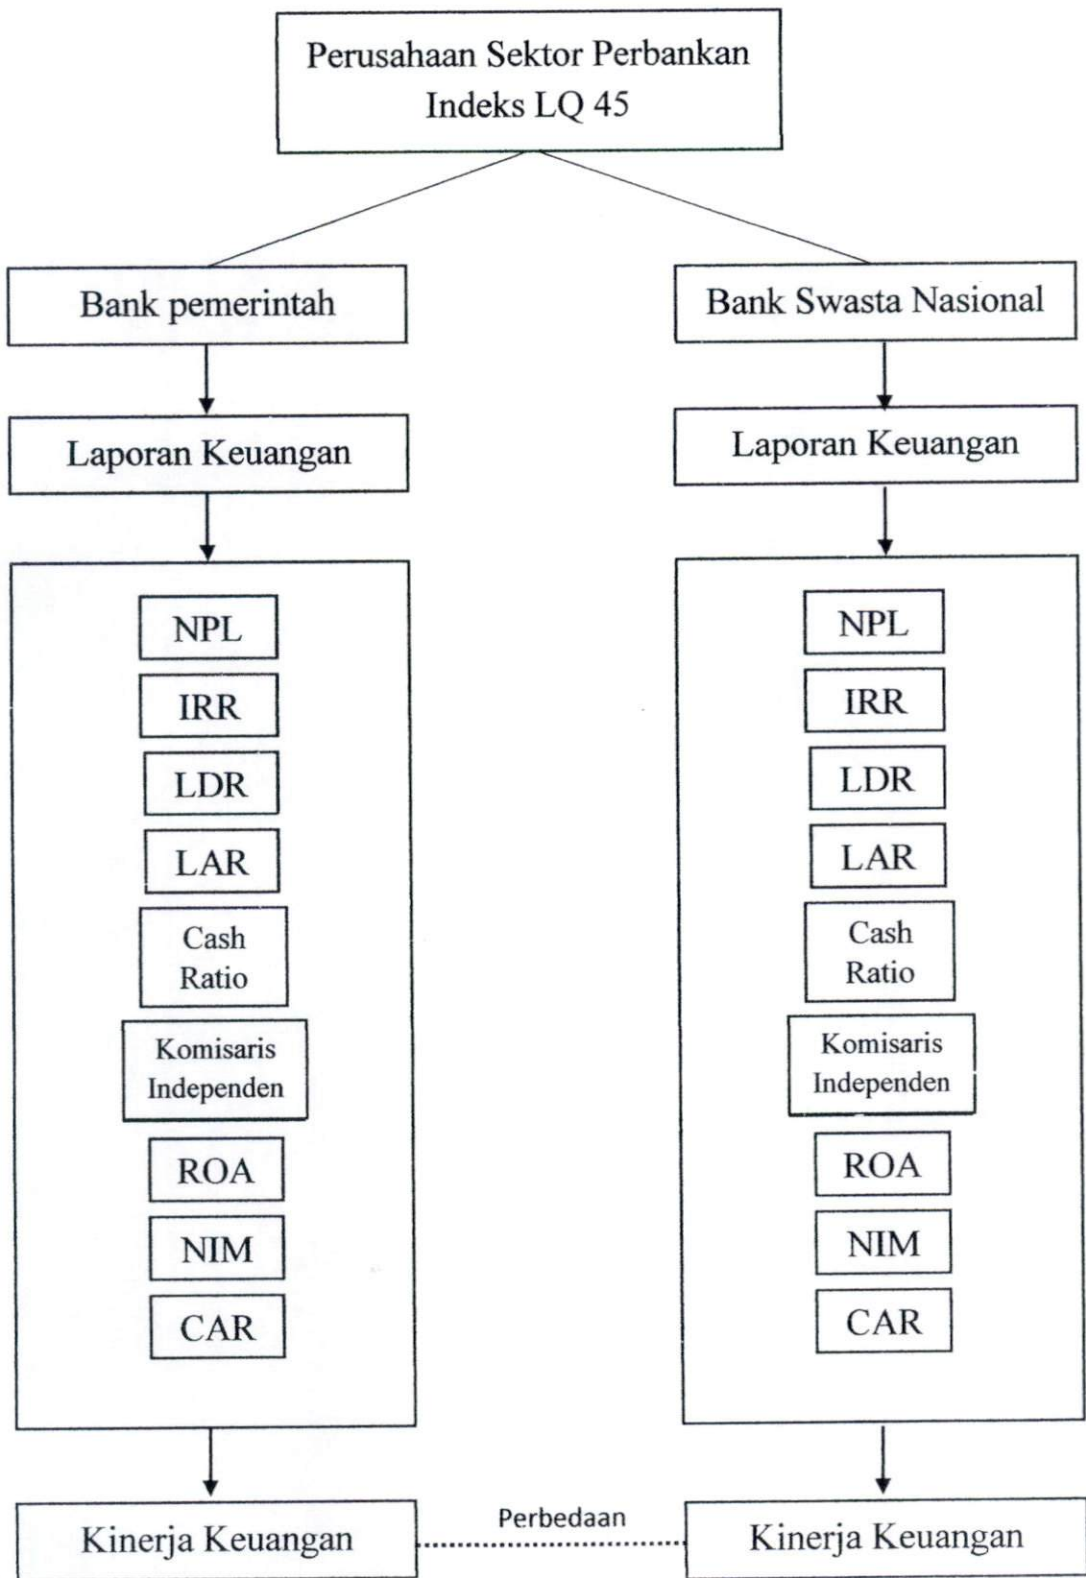 Perusahaan Sektor Perbankan
Indeks LQ 45
Bank pemerintah
Laporan Keuangan
NPL
IRR
LDR
LAR
Cash
Ratio
Komisaris
Independen
ROA
NIM
CAR
Kinerja Keuangan
Perbedaan
Bank Swasta Nasional
Laporan Keuangan
NPL
IRR
LDR
LAR
Cash
Ratio
Komisaris
Independen
ROA
NIM
CAR
Kinerja Keuangan